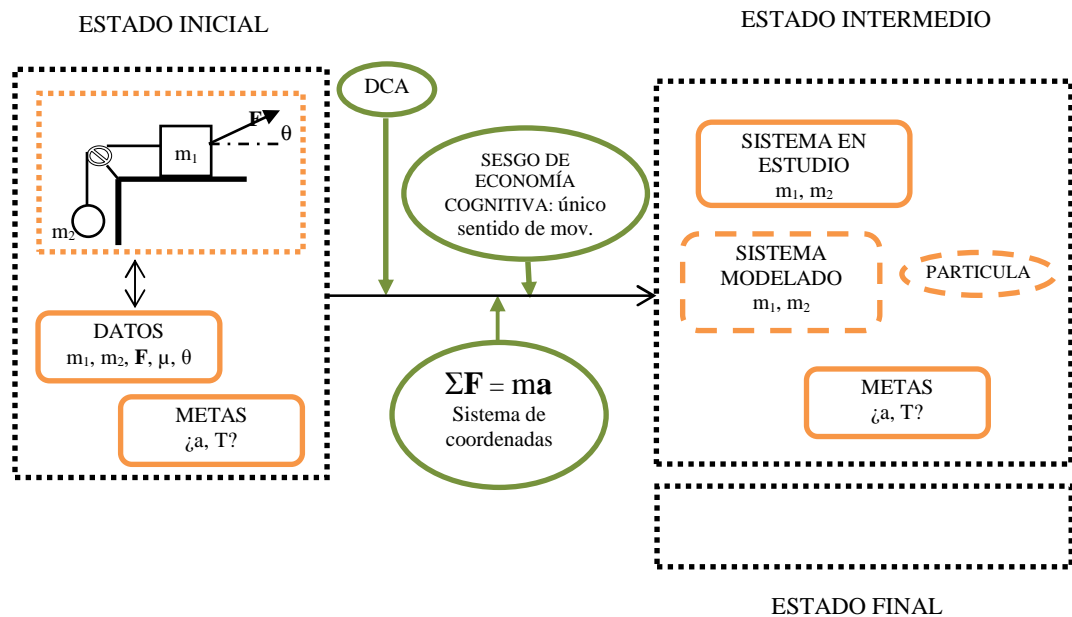 ESTADO INICIAL
F
θ
m₁
m₂
DATOS
m₁, m₂, F, µ, θ
METAS
¿a, T?
DCA
SESGO DE
ECONOMÍA
COGNITIVA: único
sentido de mov.
ΣF = ma
Sistema de
coordenadas
ESTADO INTERMEDIO
SISTEMA EN
ESTUDIO
m₁, m₂
SISTEMA
MODELADO
m₁, m₂
PARTICULA
METAS
¿a, T?
ESTADO FINAL